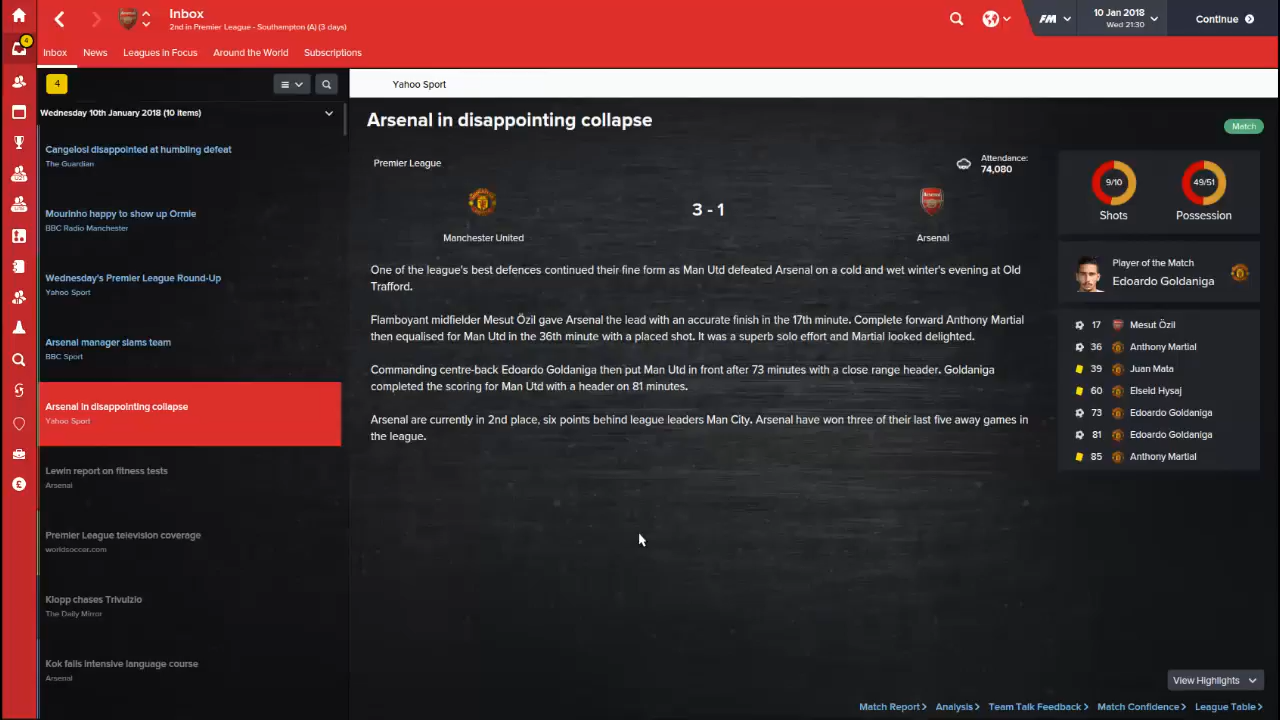 4
Inbox
2nd in Premier League - Southampton (A) (3 days)
FM
10 Jan 2018
Wed 21:30
Continue
Inbox News Leagues in Focus Around the World Subscriptions
4
Yahoo Sport
Wednesday 10th January 2018 (10 items)
Cangelosi disappointed at humbling defeat
The Guardian
Mourinho happy to show up Ormie
BBC Radio Manchester
Wednesday's Premier League Round-Up
Yahoo Sport
Arsenal manager slams team
BBC Sport
Arsenal in disappointing collapse
Yahoo Sport
Lewin report on fitness tests
Arsenal
Premier League television coverage
worldsoccer.com
Klopp chases Trivulzio
The Daily Mirror
Kok fails intensive language course
Arsenal
Arsenal in disappointing collapse
Match
Premier League
Attendance:
74,080
3 - 1
Manchester United
Arsenal
One of the league's best defences continued their fine form as Man Utd defeated Arsenal on a cold and wet winter's evening at Old
Trafford.
Flamboyant midfielder Mesut Özil gave Arsenal the lead with an accurate finish in the 17th minute. Complete forward Anthony Martial
then equalised for Man Utd in the 36th minute with a placed shot. It was a superb solo effort and Martial looked delighted.
Commanding centre-back Edoardo Goldaniga then put Man Utd in front after 73 minutes with a close range header. Goldaniga
completed the scoring for Man Utd with a header on 81 minutes.
Arsenal are currently in 2nd place, six points behind league leaders Man City. Arsenal have won three of their last five away games in
the league.
9/10
49/51
Shots
Possession
Player of the Match
Edoardo Goldaniga
17 Mesut Özil
36 Anthony Martial
39 Juan Mata
60 Elseid Hysaj
73 Edoardo Goldaniga
81 Edoardo Goldaniga
85 Anthony Martial
View Highlights
Match Report> Analysis> Team Talk Feedback> Match Confidence> League Table>